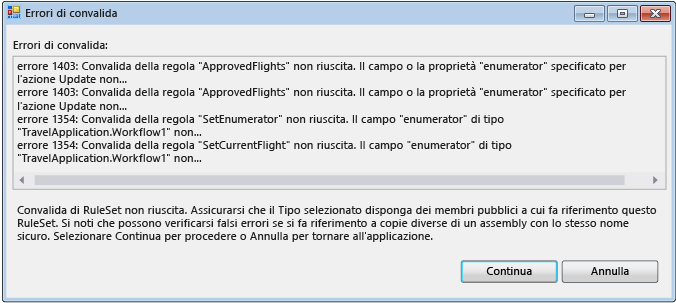 Errori di convalida
Errori di convalida:
errore 1403: Convalida della regola "ApprovedFlights" non riuscita. Il campo o la proprietà "enumerator" specificato per
l'azione Update non...
errore 1403: Convalida della regola "ApprovedFlights" non riuscita. Il campo o la proprietà "enumerator" specificato per
l'azione Update non...
errore 1354: Convalida della regola "SetEnumerator" non riuscita. Il campo "enumerator" di tipo
"TravelApplication.Workflow1" non...
errore 1354: Convalida della regola "SetCurrentFlight" non riuscita. Il campo "enumerator" di tipo
"TravelApplication.Workflow1" non...
Convalida di RuleSet non riuscita. Assicurarsi che il Tipo selezionato disponga dei membri pubblici a cui fa riferimento questo
RuleSet. Si noti che possono verificarsi falsi errori se si fa riferimento a copie diverse di un assembly con lo stesso nome
sicuro. Selezionare Continua per procedere o Annulla per tornare all'applicazione.
Continua
Annulla